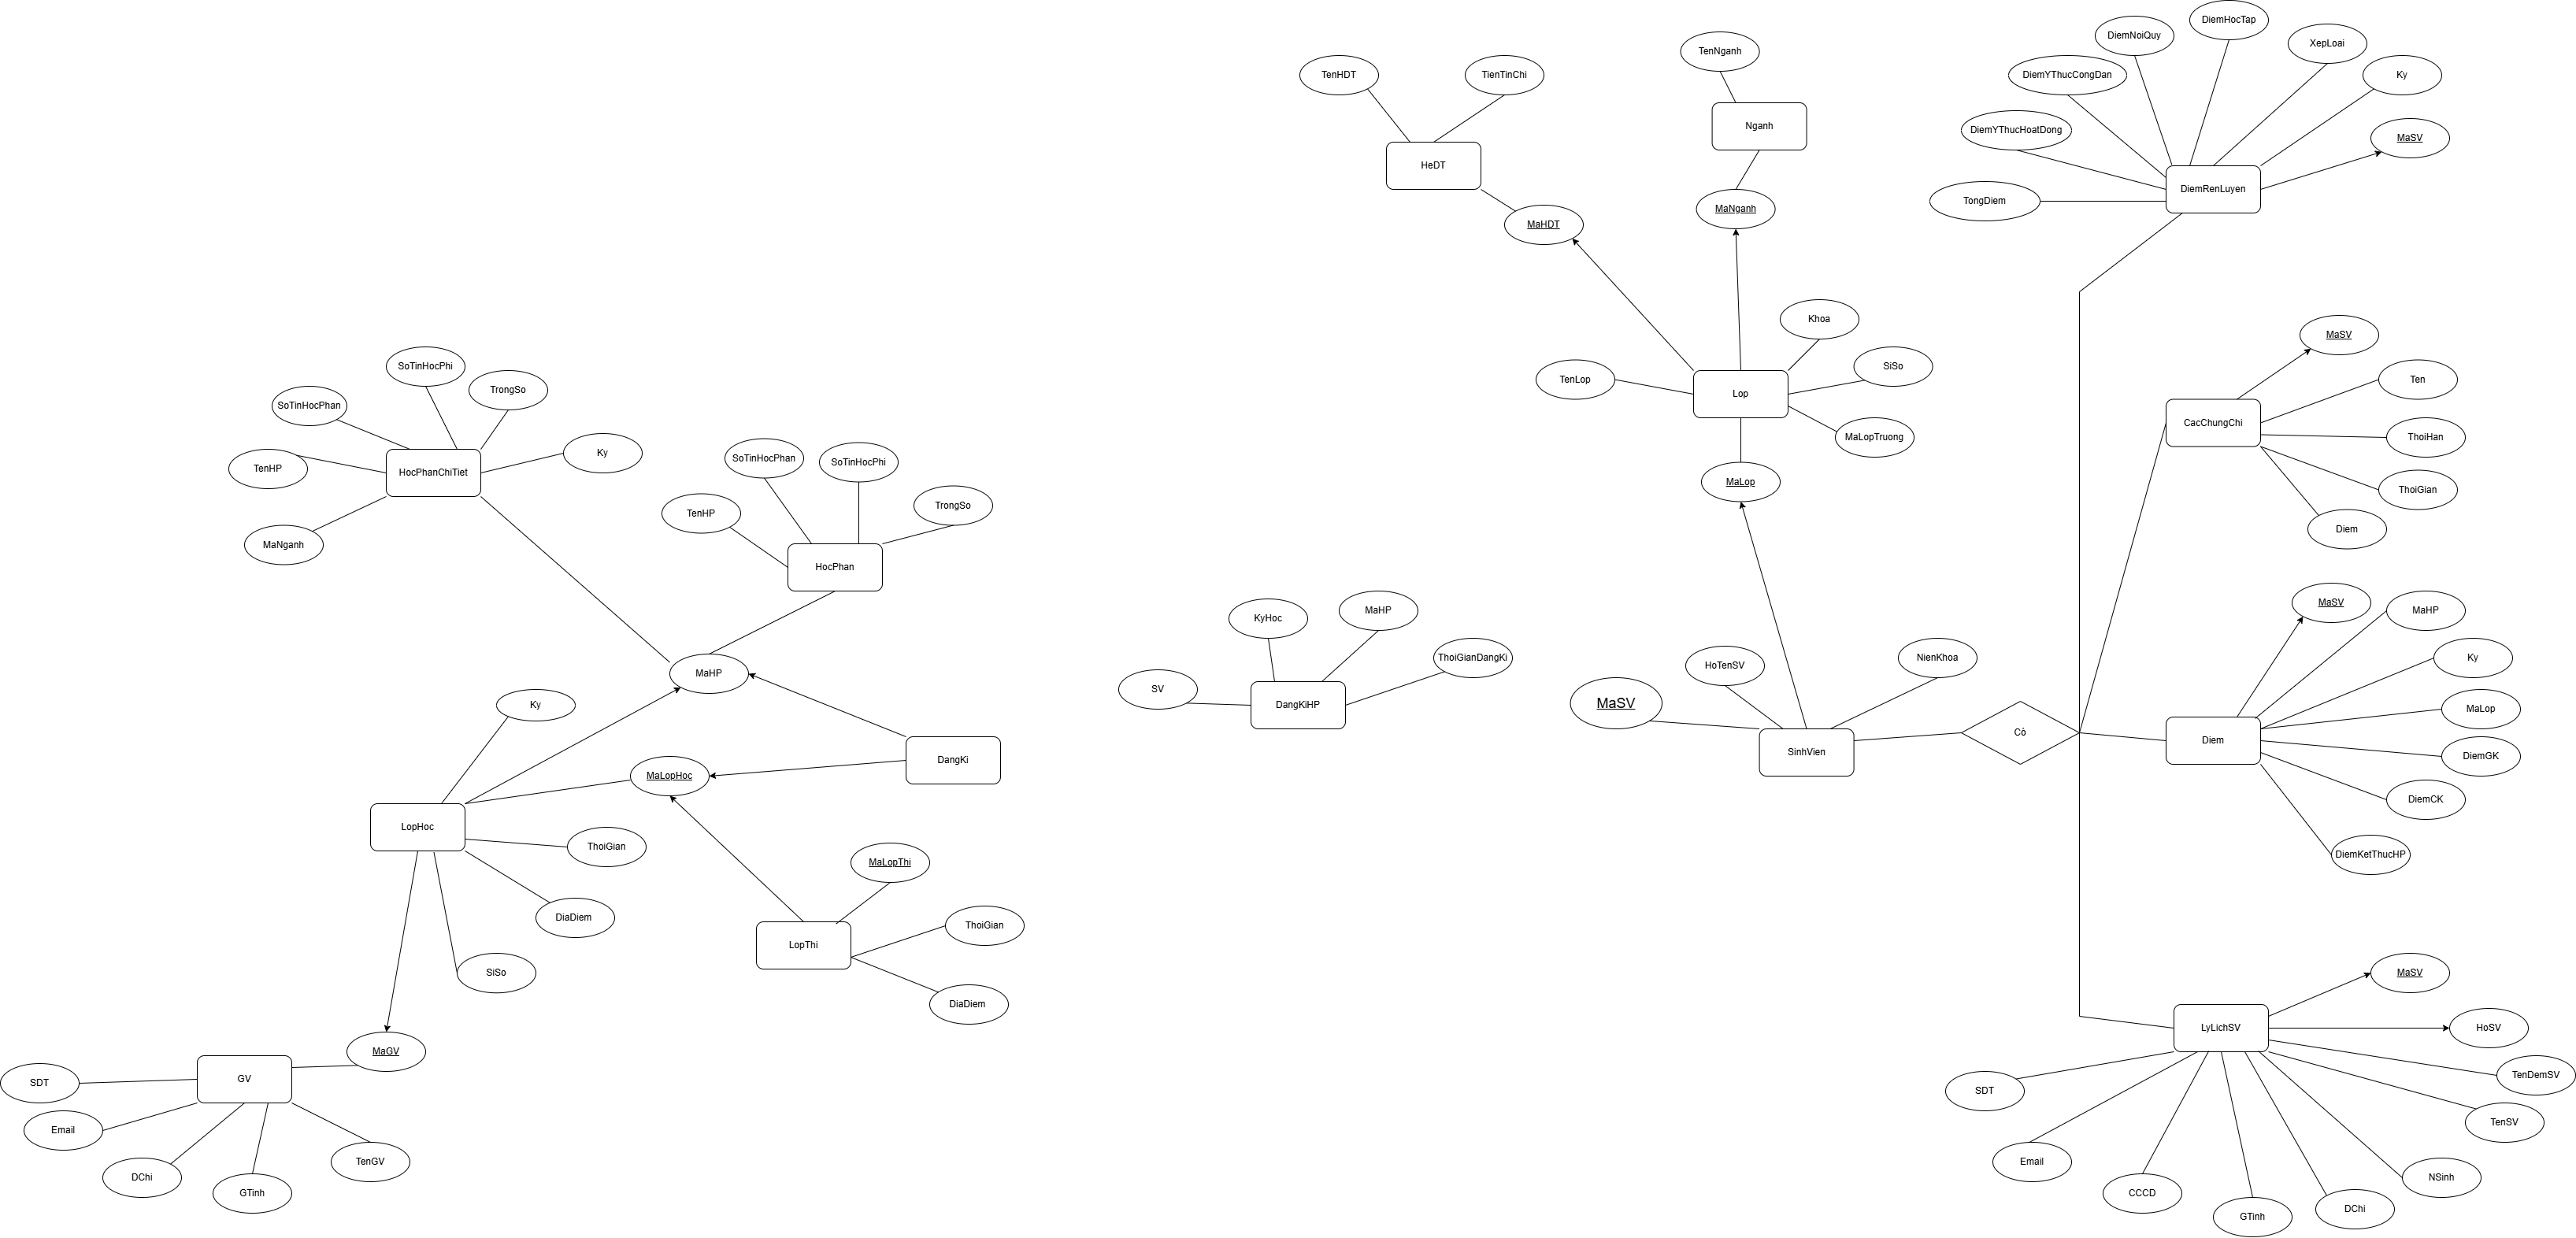 DiemHocTap
DiemNoiQuy
XepLoai
TenNganh
TenHDT
TienTinChi
DiemYThucCongDan
Ky
Nganh
DiemYThucHoatDong
MaSV
HeDT
DiemRenLuyen
TongDiem
MaNganh
MaHDT
Khoa
MaSV
SoTinHocPhi
SiSo
TenLop
Ten
TrongSo
Lop
SoTinHocPhan
CacChungChi
MaLopTruong
ThoiHan
Ky
SoTinHocPhan
SoTinHocPhi
TenHP
HocPhanChiTiet
MaLop
ThoiGian
TrongSo
TenHP
Diem
MaNganh
HocPhan
MaSV
MaHP
MaHP
KyHoc
NienKhoa
ThoiGianDangKi
Ky
HoTenSV
MaHP
SV
MaSV
Ky
DangKiHP
MaLop
Có
Diem
SinhVien
DiemGK
DangKi
MaLopHoc
DiemCK
LopHoc
ThoiGian
DiemKetThucHP
MaLopThi
DiaDiem
ThoiGian
LopThi
SiSo
MaSV
DiaDiem
LyLichSV
HoSV
MaGV
TenDemSV
GV
SDT
SDT
TenSV
Email
TenGV
Email
DChi
NSinh
GTinh
CCCD
DChi
GTinh